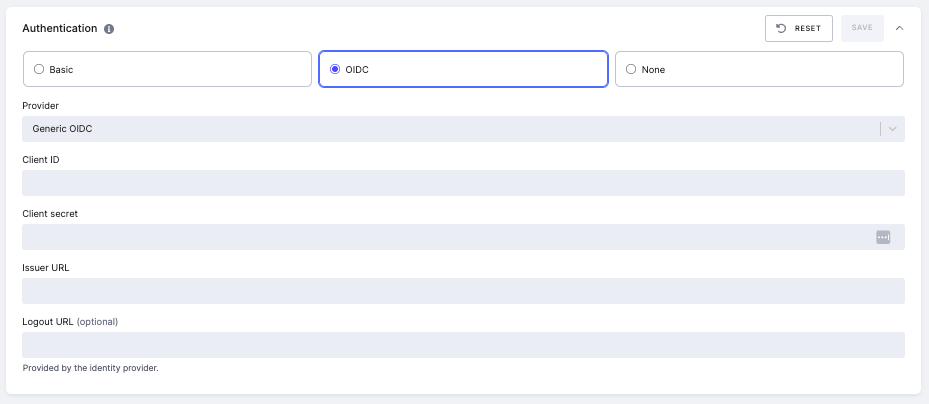 Authentication
RESET
SAVE
Basic
OIDC
None
Provider
Generic OIDC
Client ID
Client secret
Issuer URL
Logout URL (optional)
Provided by the identity provider.